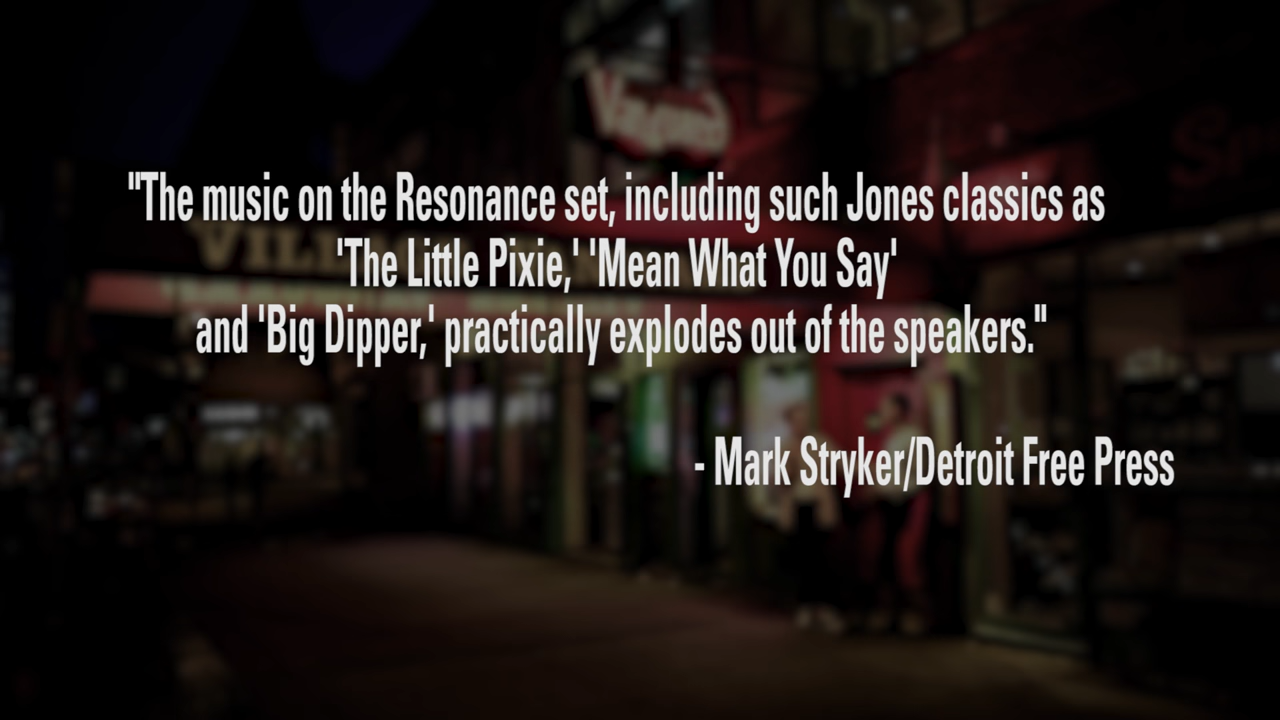 "The music on the Resonance set, including such Jones classics as
'The Little Pixie,' 'Mean What You Say'
and 'Big Dipper,' practically explodes out of the speakers."
- Mark Stryker/Detroit Free Press